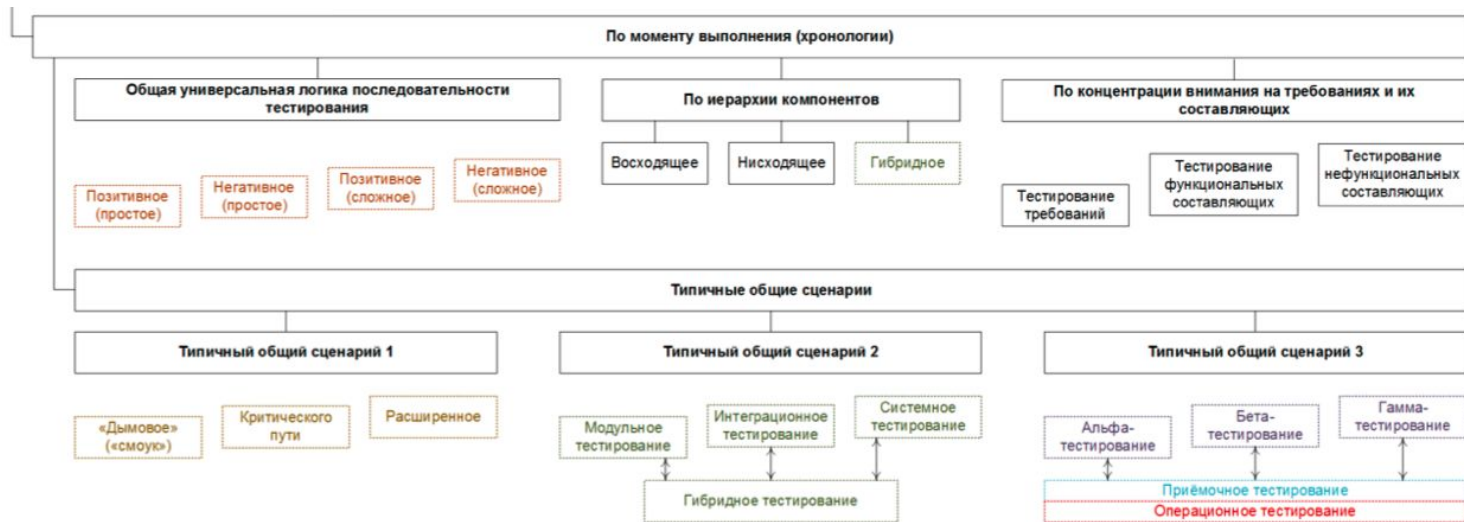 По моменту выполнения (хронологии)
Общая универсальная логика последовательности
тестирования
По иерархии компонентов
По концентрации внимания на требованиях и их
составляющих
Позитивное
(простое)
Негативное
(простое)
Позитивное
(сложное)
Негативное
(сложное)
Восходящее
Нисходящее
Гибридное
Тестирование
требований
Тестирование
функциональных
составляющих
Тестирование
нефункциональных
составляющих
Типичные общие сценарии
Типичный общий сценарий 1
Типичный общий сценарий 2
Типичный общий сценарий 3
«Дымовое»
(«смоук»)
Критического
пути
Расширенное
Модульное
тестирование
Интеграционное
тестирование
Системное
тестирование
Гибридное тестирование
Альфа-
тестирование
Бета-
тестирование
Гамма-
тестирование
Приёмочное тестирование
Операционное тестирование